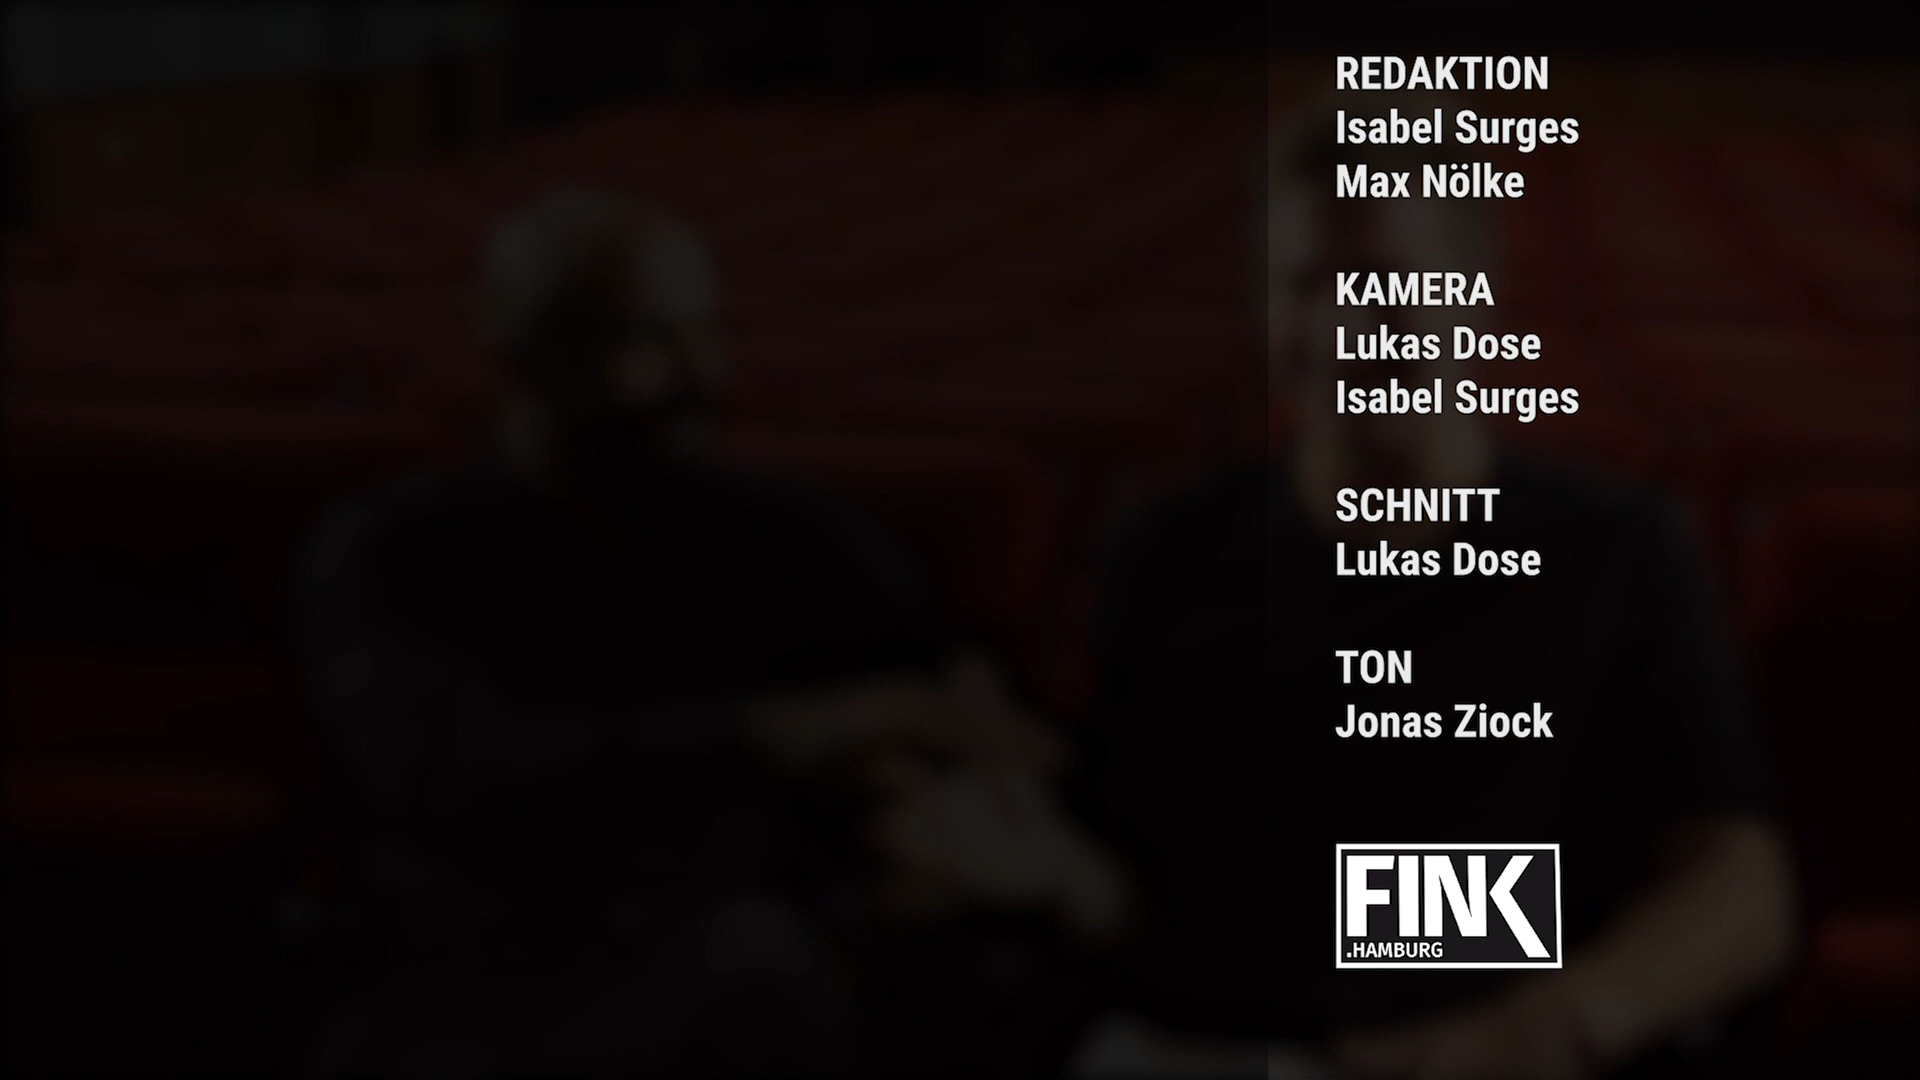 REDAKTION
Isabel Surges
Max Nölke
KAMERA
Lukas Dose
Isabel Surges
SCHNITT
Lukas Dose
TON
Jonas Ziock
FINK
.HAMBURG